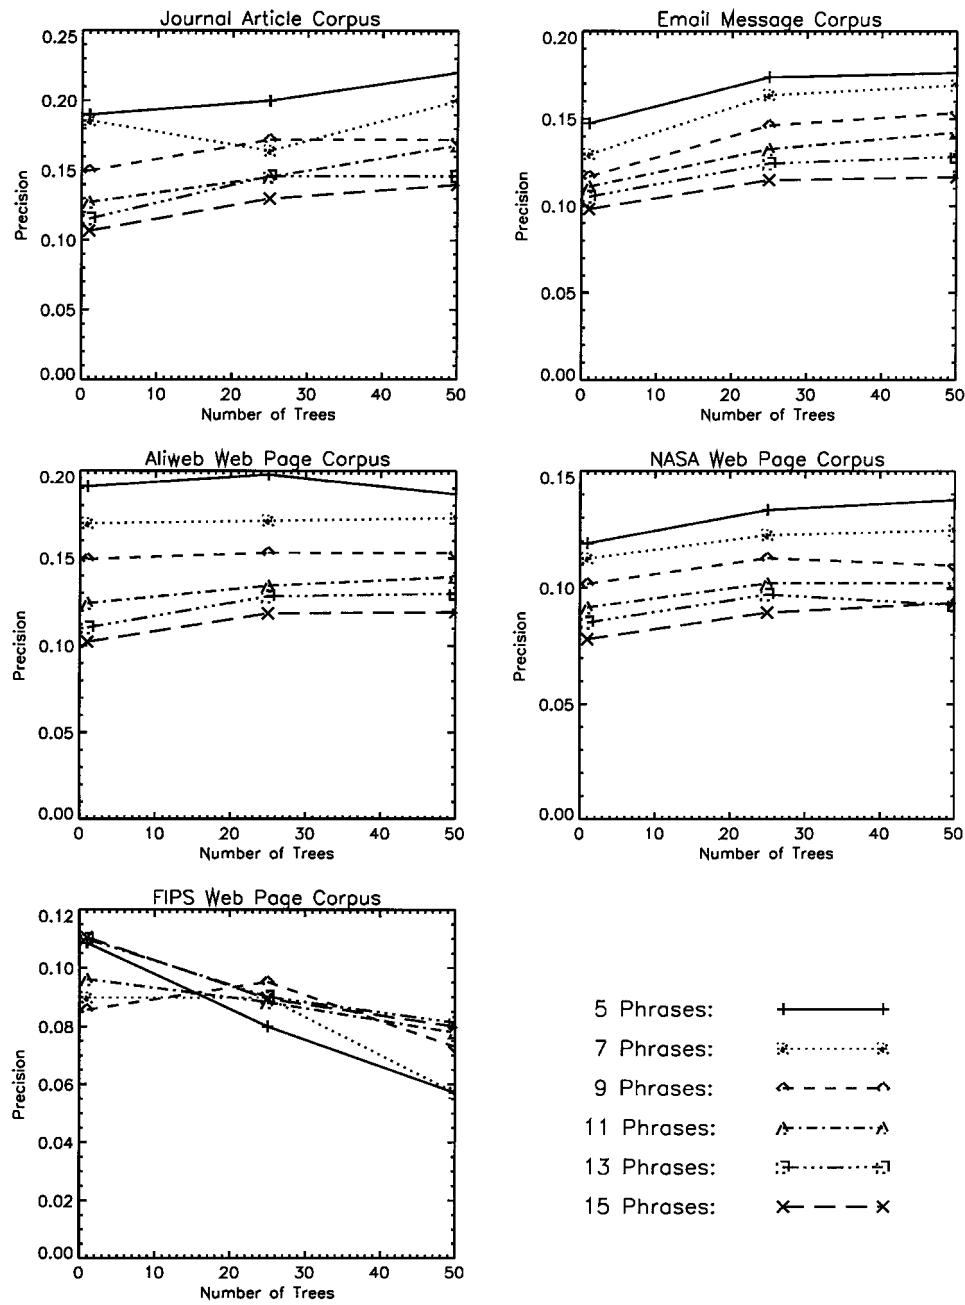 Journal Article Corpus
0.25
0.20
0.15
0.10
0.05
0.00
Precision
0 10 20 30 40 50
Number of Trees
Email Message Corpus
0.20
0.15
0.10
0.05
0.00
Precision
0 10 20 30 40 50
Number of Trees
Aliweb Web Page Corpus
0.20
0.15
0.10
0.05
0.00
Precision
0 10 20 30 40 50
Number of Trees
NASA Web Page Corpus
0.15
0.10
0.05
0.00
Precision
0 10 20 30 40 50
Number of Trees
FIPS Web Page Corpus
0.12
0.10
0.08
0.06
0.04
0.02
0.00
Precision
0 10 20 30 40 50
Number of Trees
5 Phrases:
7 Phrases:
9 Phrases:
11 Phrases:
13 Phrases:
15 Phrases: